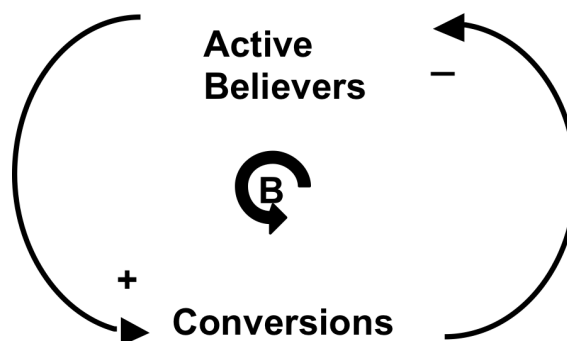 Active
Believers
–
B
+
Conversions